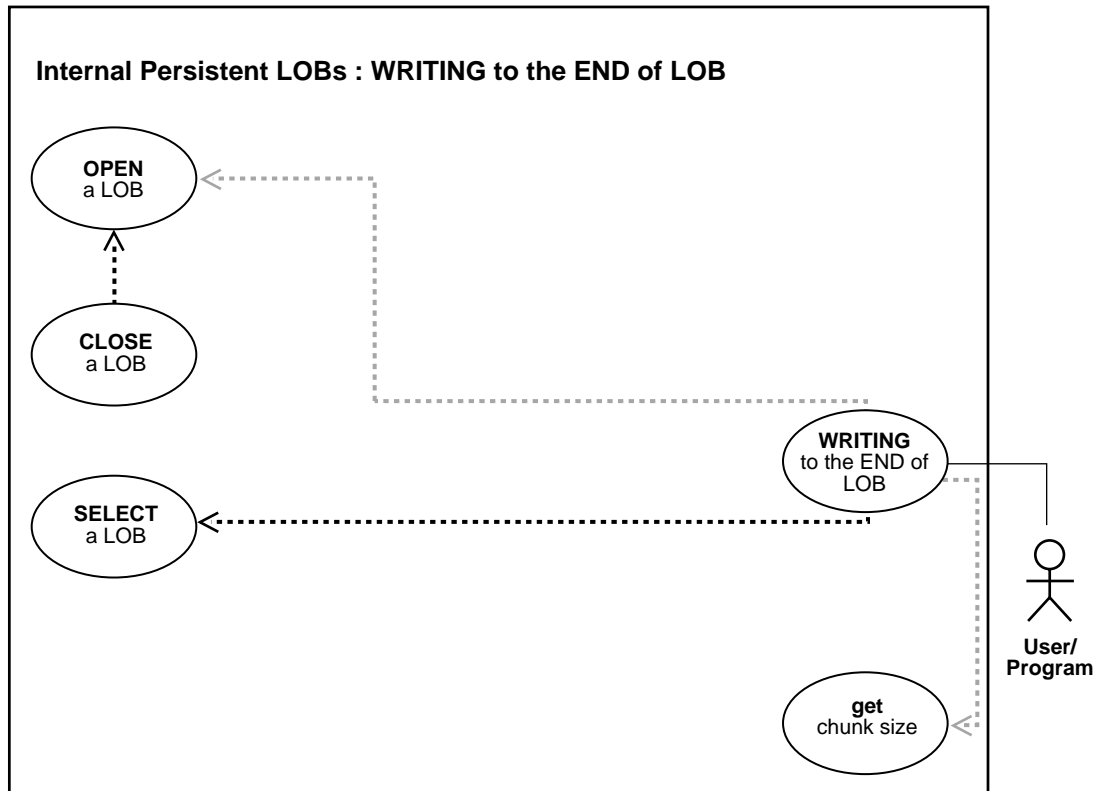 Internal Persistent LOBs : WRITING to the END of LOB
OPEN
a LOB
CLOSE
a LOB
WRITING
to the END of
LOB
SELECT
a LOB
User/
Program
get
chunk size